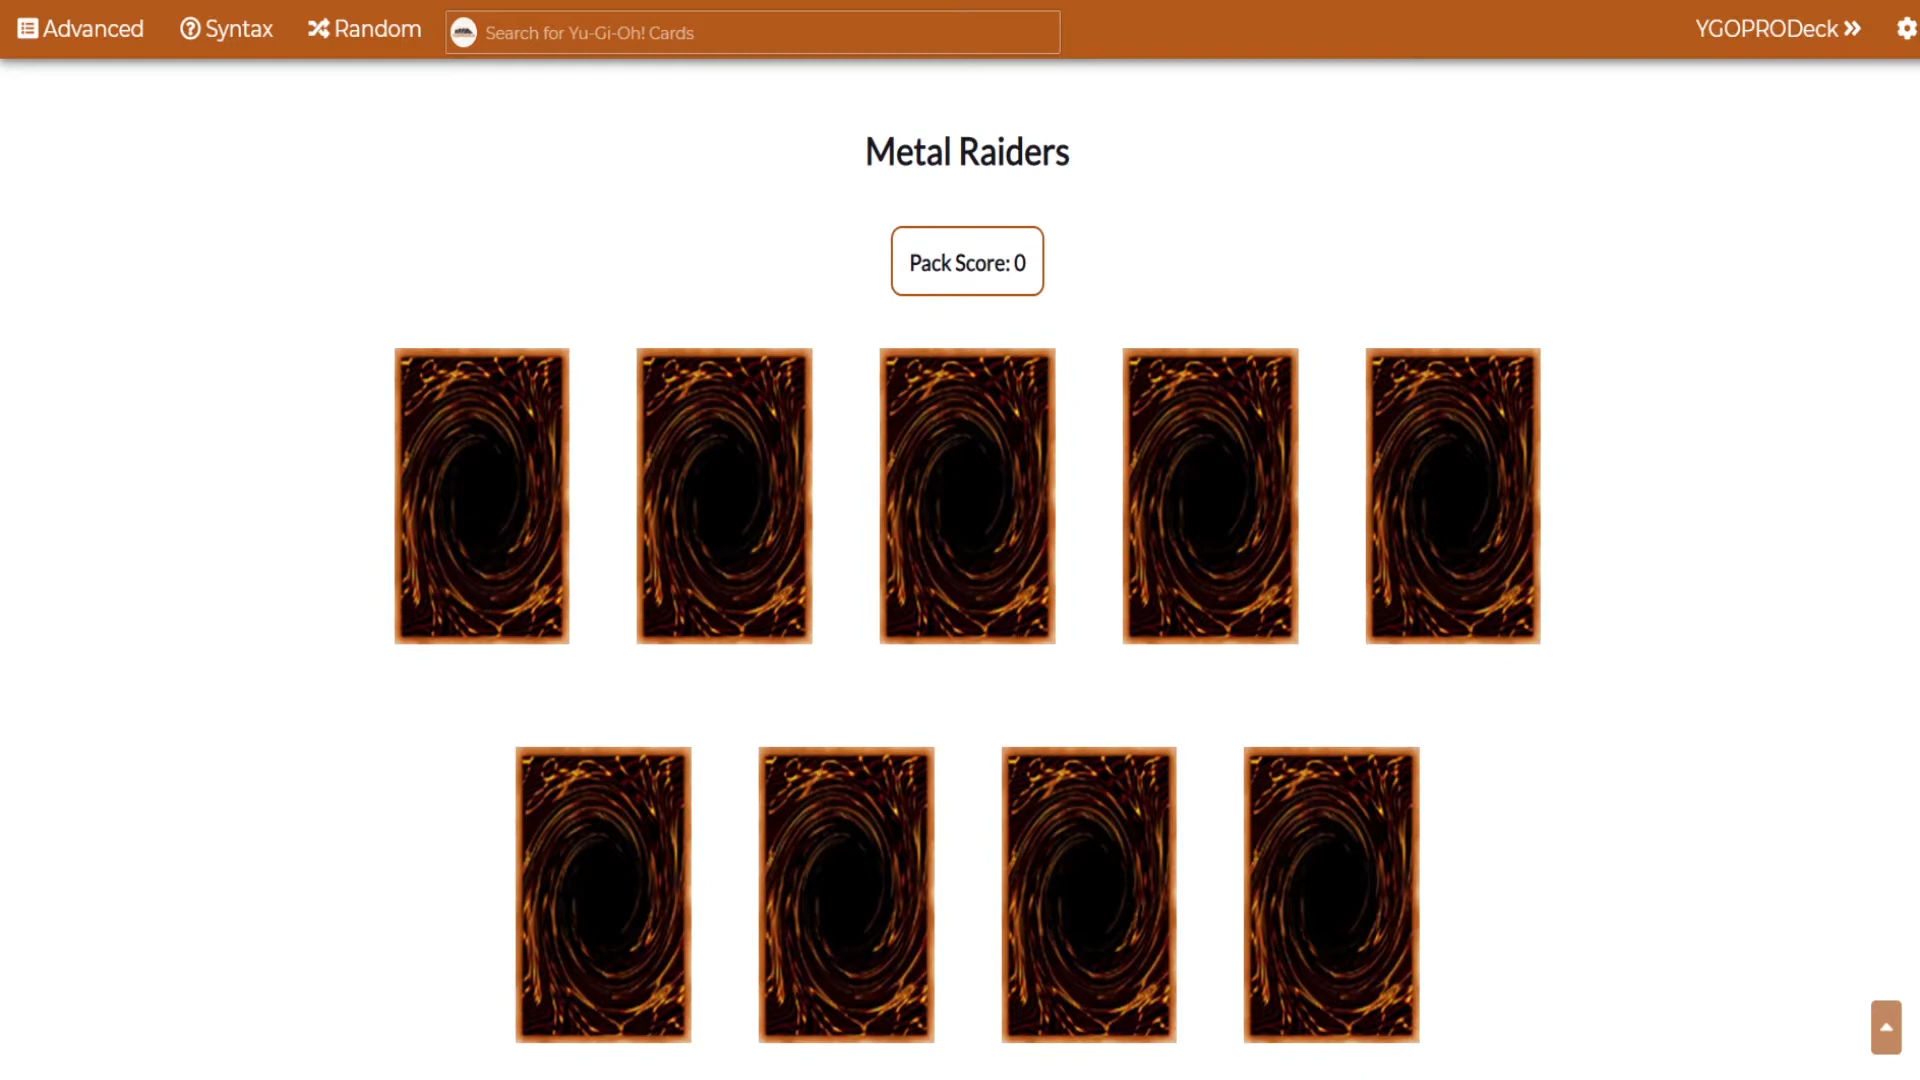 Advanced
Syntax
Random
Search for Yu-Gi-Oh! Cards
YGOPRODeck
Metal Raiders
Pack Score: 0